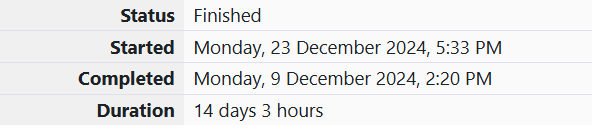 Status Finished
Started Monday, 23 December 2024, 5:33 PM
Completed Monday, 9 December 2024, 2:20 PM
Duration 14 days 3 hours